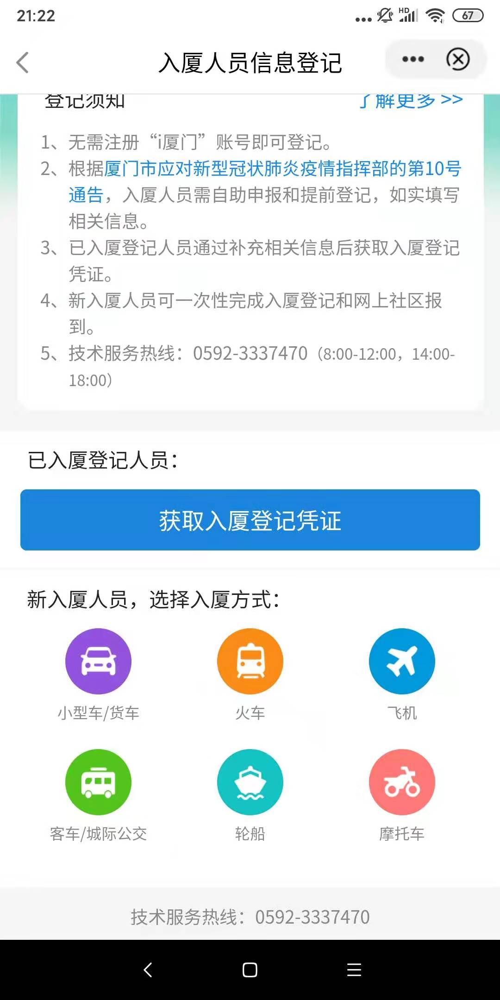 21:22
HD
67
入厦人员信息登记
登记须知
了解更多 >>
1、无需注册“i厦门”账号即可登记。
2、根据厦门市应对新型冠状肺炎疫情指挥部的第10号
通告，入厦人员需自助申报和提前登记，如实填写
相关信息。
3、已入厦登记人员通过补充相关信息后获取入厦登记
凭证。
4、新入厦人员可一次性完成入厦登记和网上社区报
到。
5、技术服务热线：0592-3337470（8:00-12:00，14:00-
18:00）
已入厦登记人员：
获取入厦登记凭证
新入厦人员，选择入厦方式：
小型车/货车
火车
飞机
客车/城际公交
轮船
摩托车
技术服务热线：0592-3337470